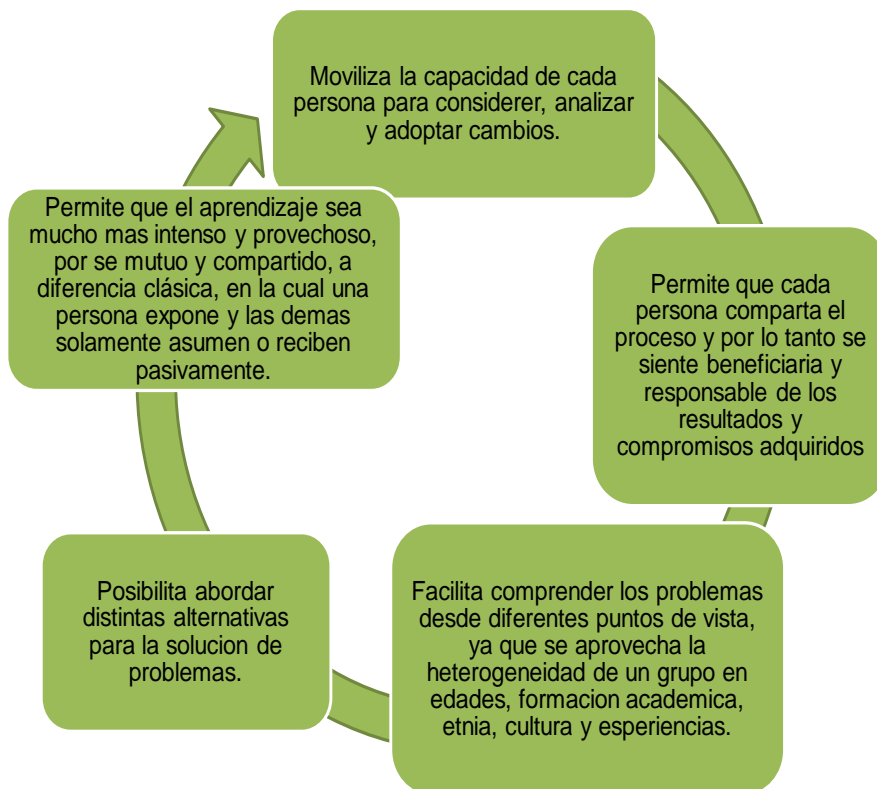 Moviliza la capacidad de cada
persona para considerer, analizar
y adoptar cambios.
Permite que cada
persona comparta el
proceso y por lo tanto se
siente beneficiaria y
responsable de los
resultados y
compromisos adquiridos
Facilita comprender los problemas
desde diferentes puntos de vista,
ya que se aprovecha la
heterogeneidad de un grupo en
edades, formacion academica,
etnia, cultura y esperiencias.
Posibilita abordar
distintas alternativas
para la solucion de
problemas.
Permite que el aprendizaje sea
mucho mas intenso y provechoso,
por se mutuo y compartido, a
diferencia clásica, en la cual una
persona expone y las demas
solamente asumen o reciben
pasivamente.